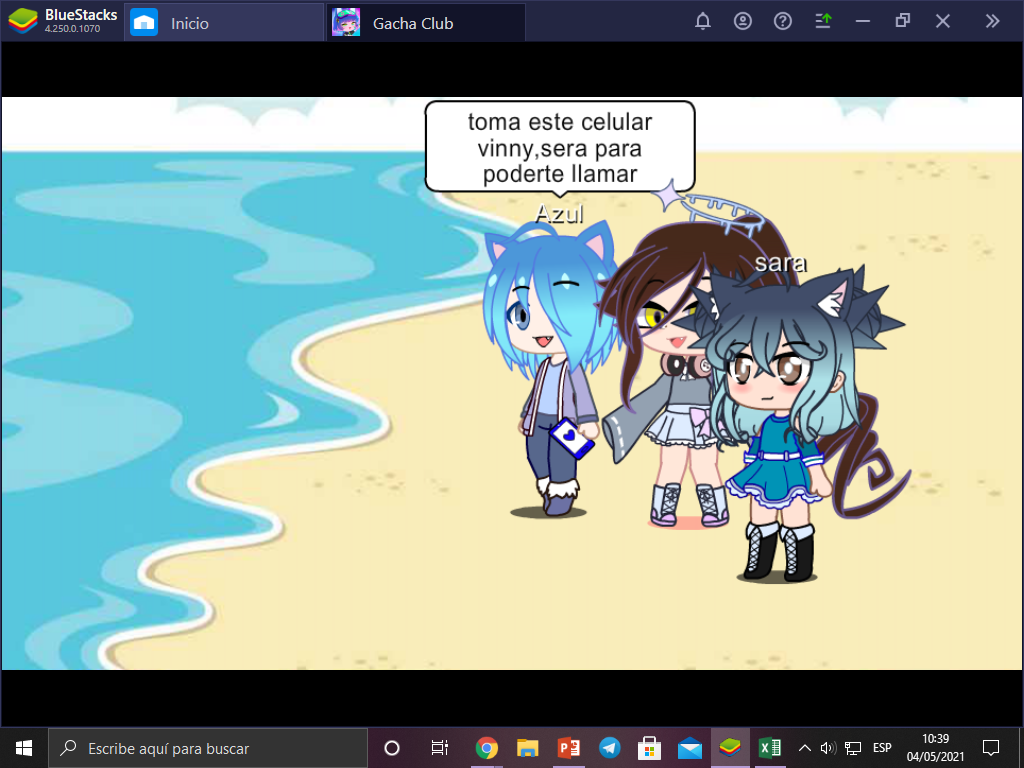 BlueStacks
4.250.0.1070
Inicio
Gacha Club
toma este celular
vinny,sera para
poderte llamar
Azul
sara
Escribe aquí para buscar
ESP
10:39
04/05/2021